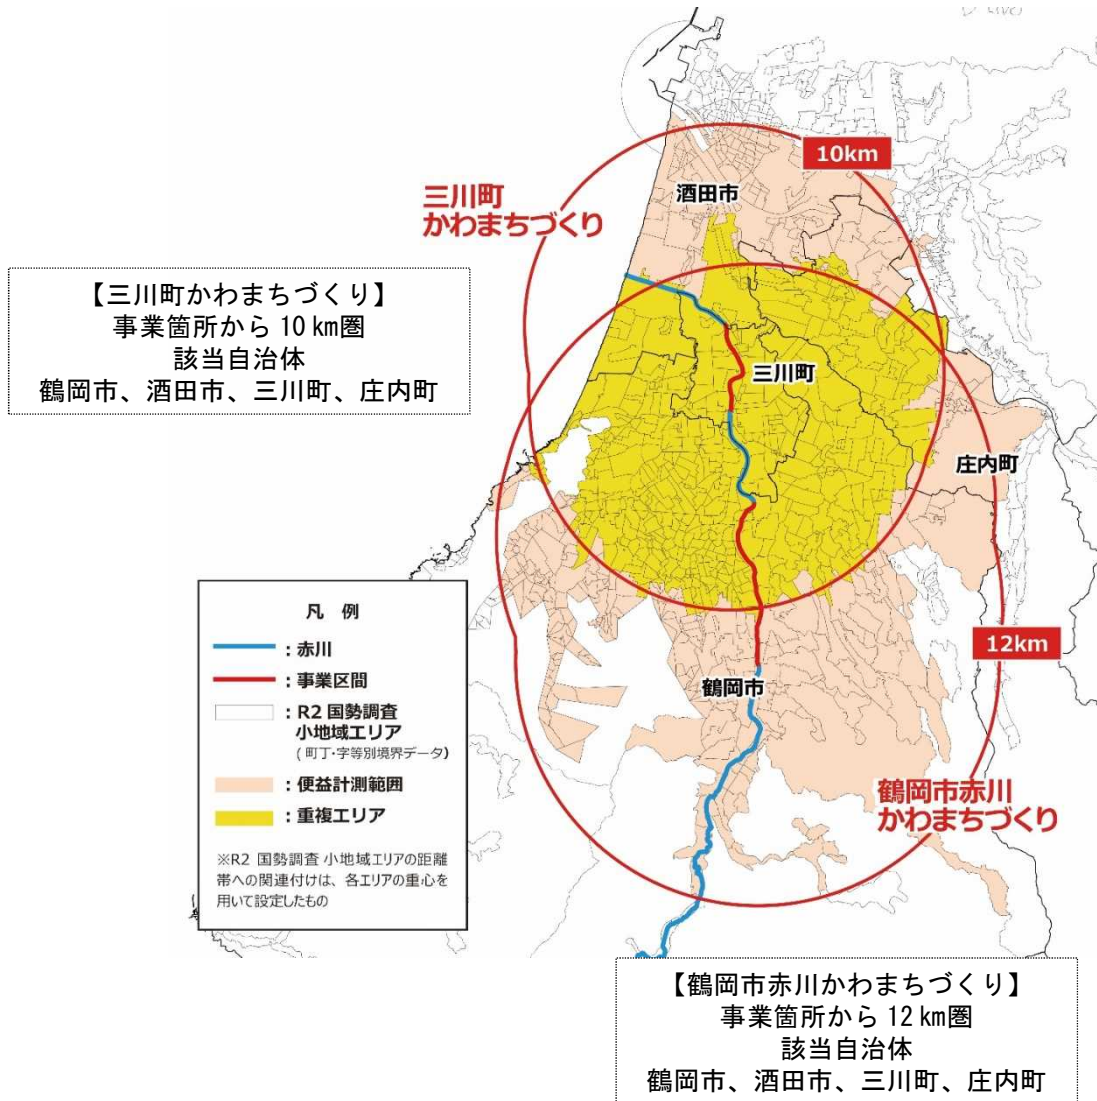 10km
三川町
かわまちづくり
酒田市
【三川町かわまちづくり】
事業箇所から10km圏
該当自治体
鶴岡市、酒田市、三川町、庄内町
三川町
庄内町
凡 例
：赤川
：事業区間
：R2 国勢調査
小地域エリア
(町丁・字等別境界データ)
：便益計測範囲
：重複エリア
※R2 国勢調査 小地域エリアの距離
帯への関連付けは、各エリアの重心を
用いて設定したもの
12km
鶴岡市
鶴岡市赤川
かわまちづくり
【鶴岡市赤川かわまちづくり】
事業箇所から12km圏
該当自治体
鶴岡市、酒田市、三川町、庄内町